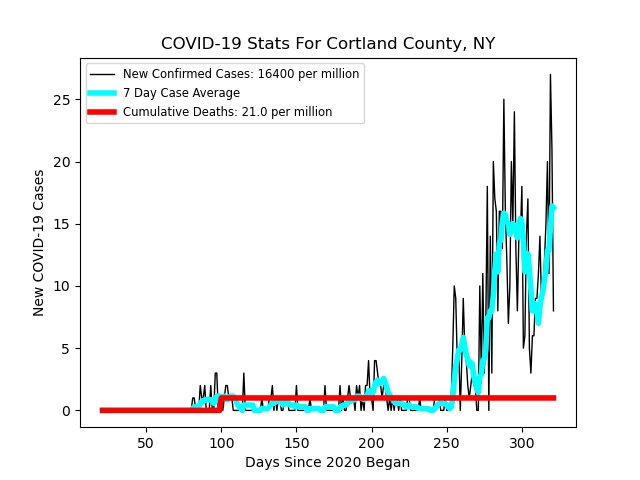 COVID-19 Stats For Cortland County, NY
New Confirmed Cases: 16400 per million
7 Day Case Average
Cumulative Deaths: 21.0 per million
New COVID-19 Cases
25
20
15
10
5
0
50 100 150 200 250 300
Days Since 2020 Began